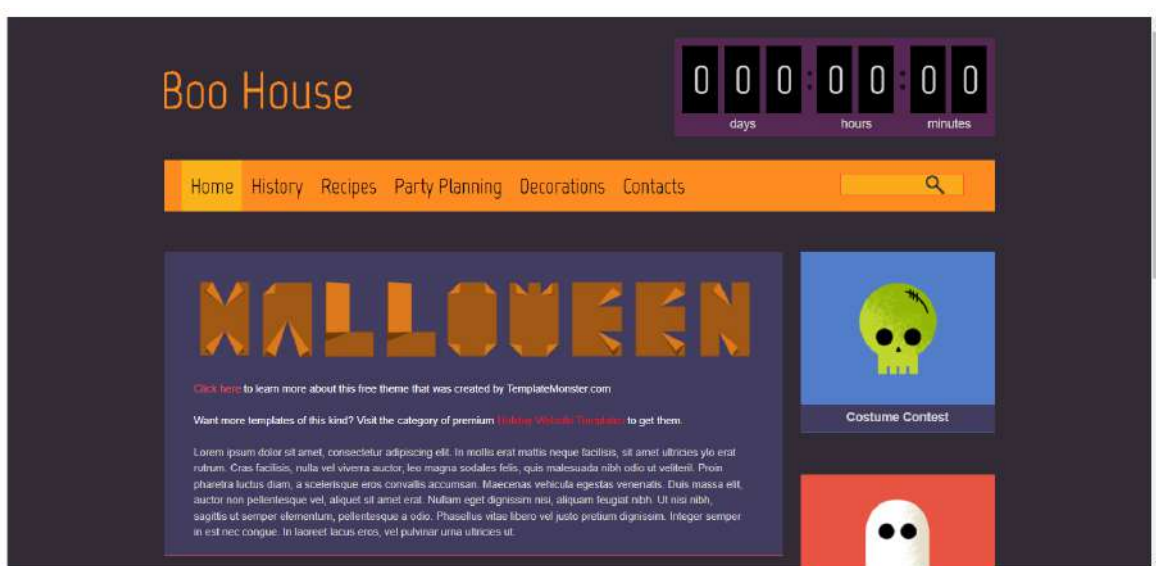 Boo House
0 0 0 : 0 0 : 0 0
days hours minutes
Home History Recipes Party Planning Decorations Contacts
HALLOWEEN
Click here to learn more about this free theme that was created by TemplateMonster.com
Want more templates of this kind? Visit the category of premium Holiday Website Templates to get them.
Lorem ipsum dolor sit amet, consectetur adipiscing elit. In mollis erat mattis neque facilisis, sit amet ultricies ylo erat
rutrum. Cras facilisis, nulla vel viverra auctor, leo magna sodales felis, quis malesuada nibh odio ut veliteril. Proin
pharetra luctus diam, a scelerisque eros convallis accumsan. Maecenas vehicula egestas venenatis. Duis massa elit,
auctor non pellentesque vel, aliquet sit amet erat. Nullam eget dignissim nisi, aliquam feugiat nibh. Ut nisi nibh,
sagittis ut semper elementum, pellentesque a odio. Phasellus vitae libero vel justo pretium dignissim. Integer semper
in est nec congue. In laoreet lacus eros, vel pulvinar urna ultricies ut.
Costume Contest